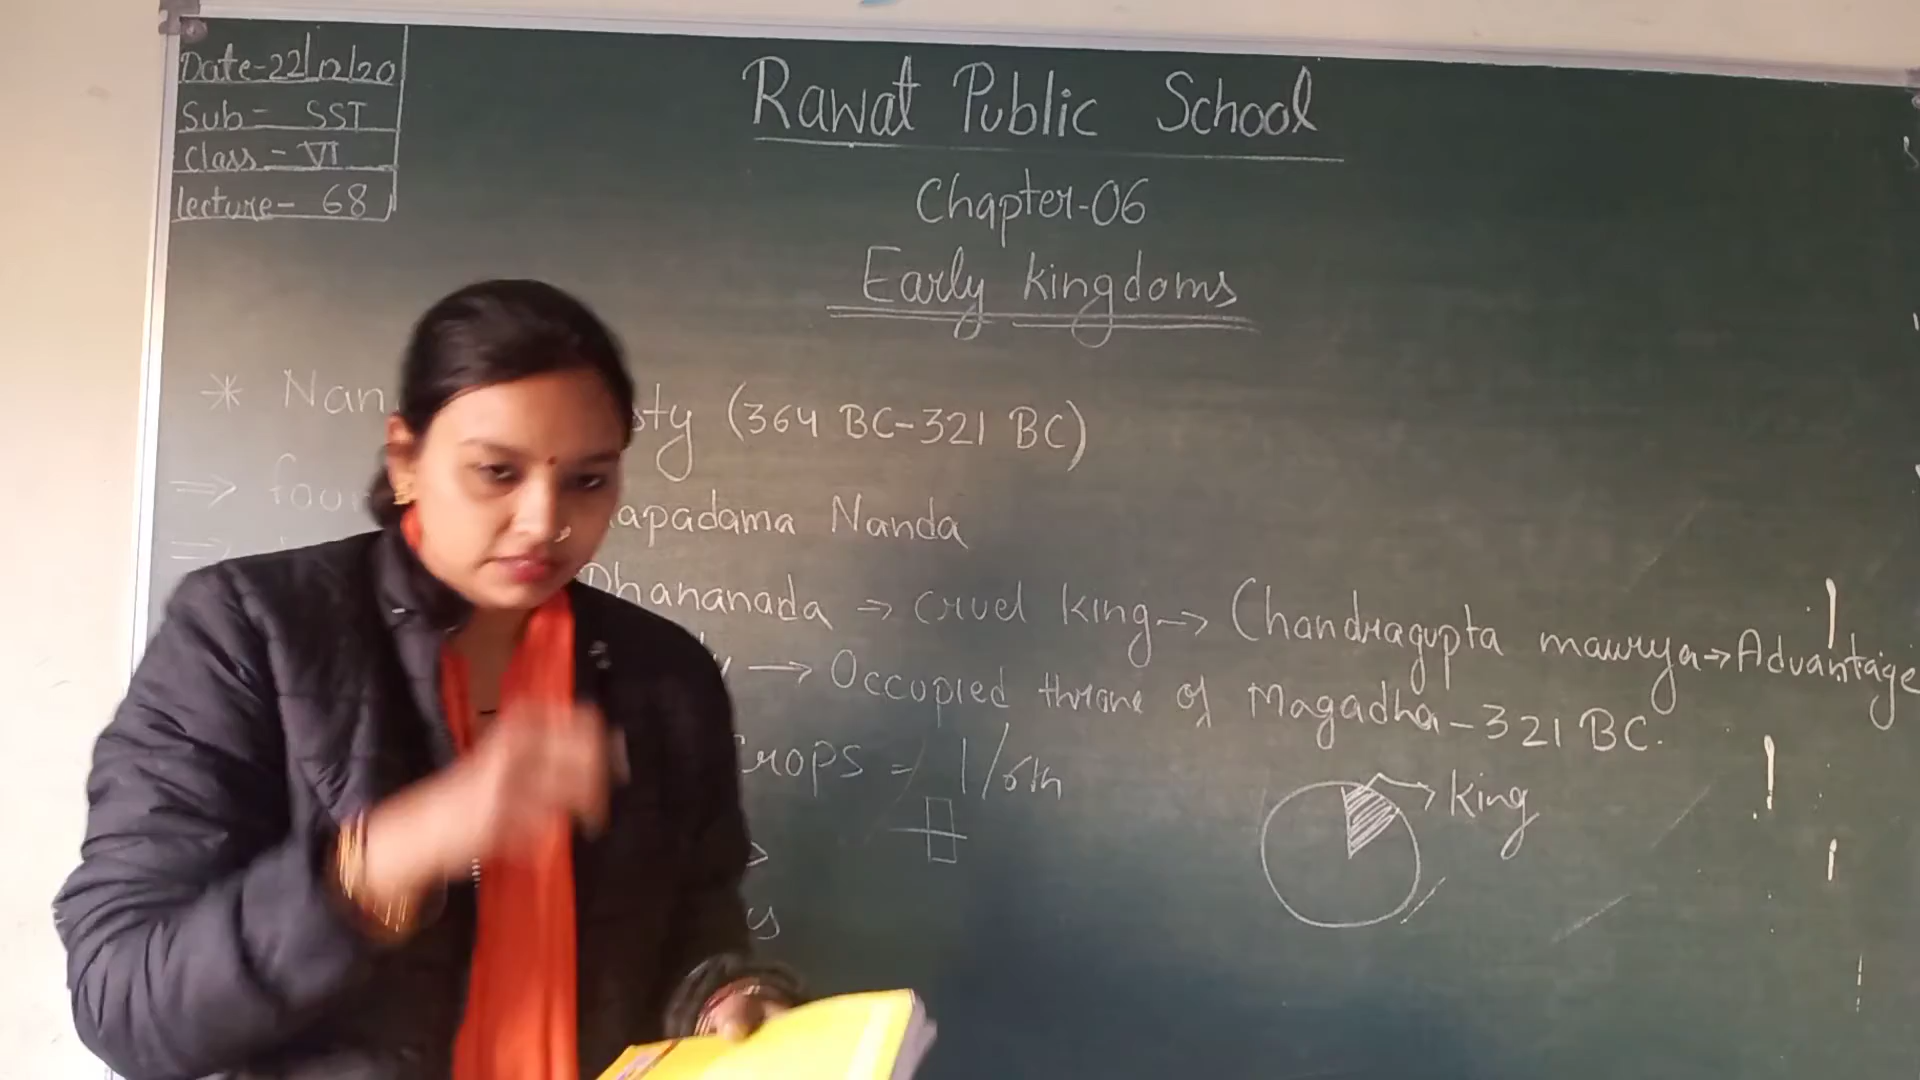 Date-22/12/20
Sub - SST
Class - VI
lecture- 68
Rawat Public School
Chapter-06
Early kingdoms
* Nan sty (364 BC-321 BC)
⇒ foun apadama Nanda
⇒ Dhananada ⇒ cruel king → Chandragupta maurya → Advantage
→ Occupied throne of Magadha - 321 BC.
crops = 1/6th
king